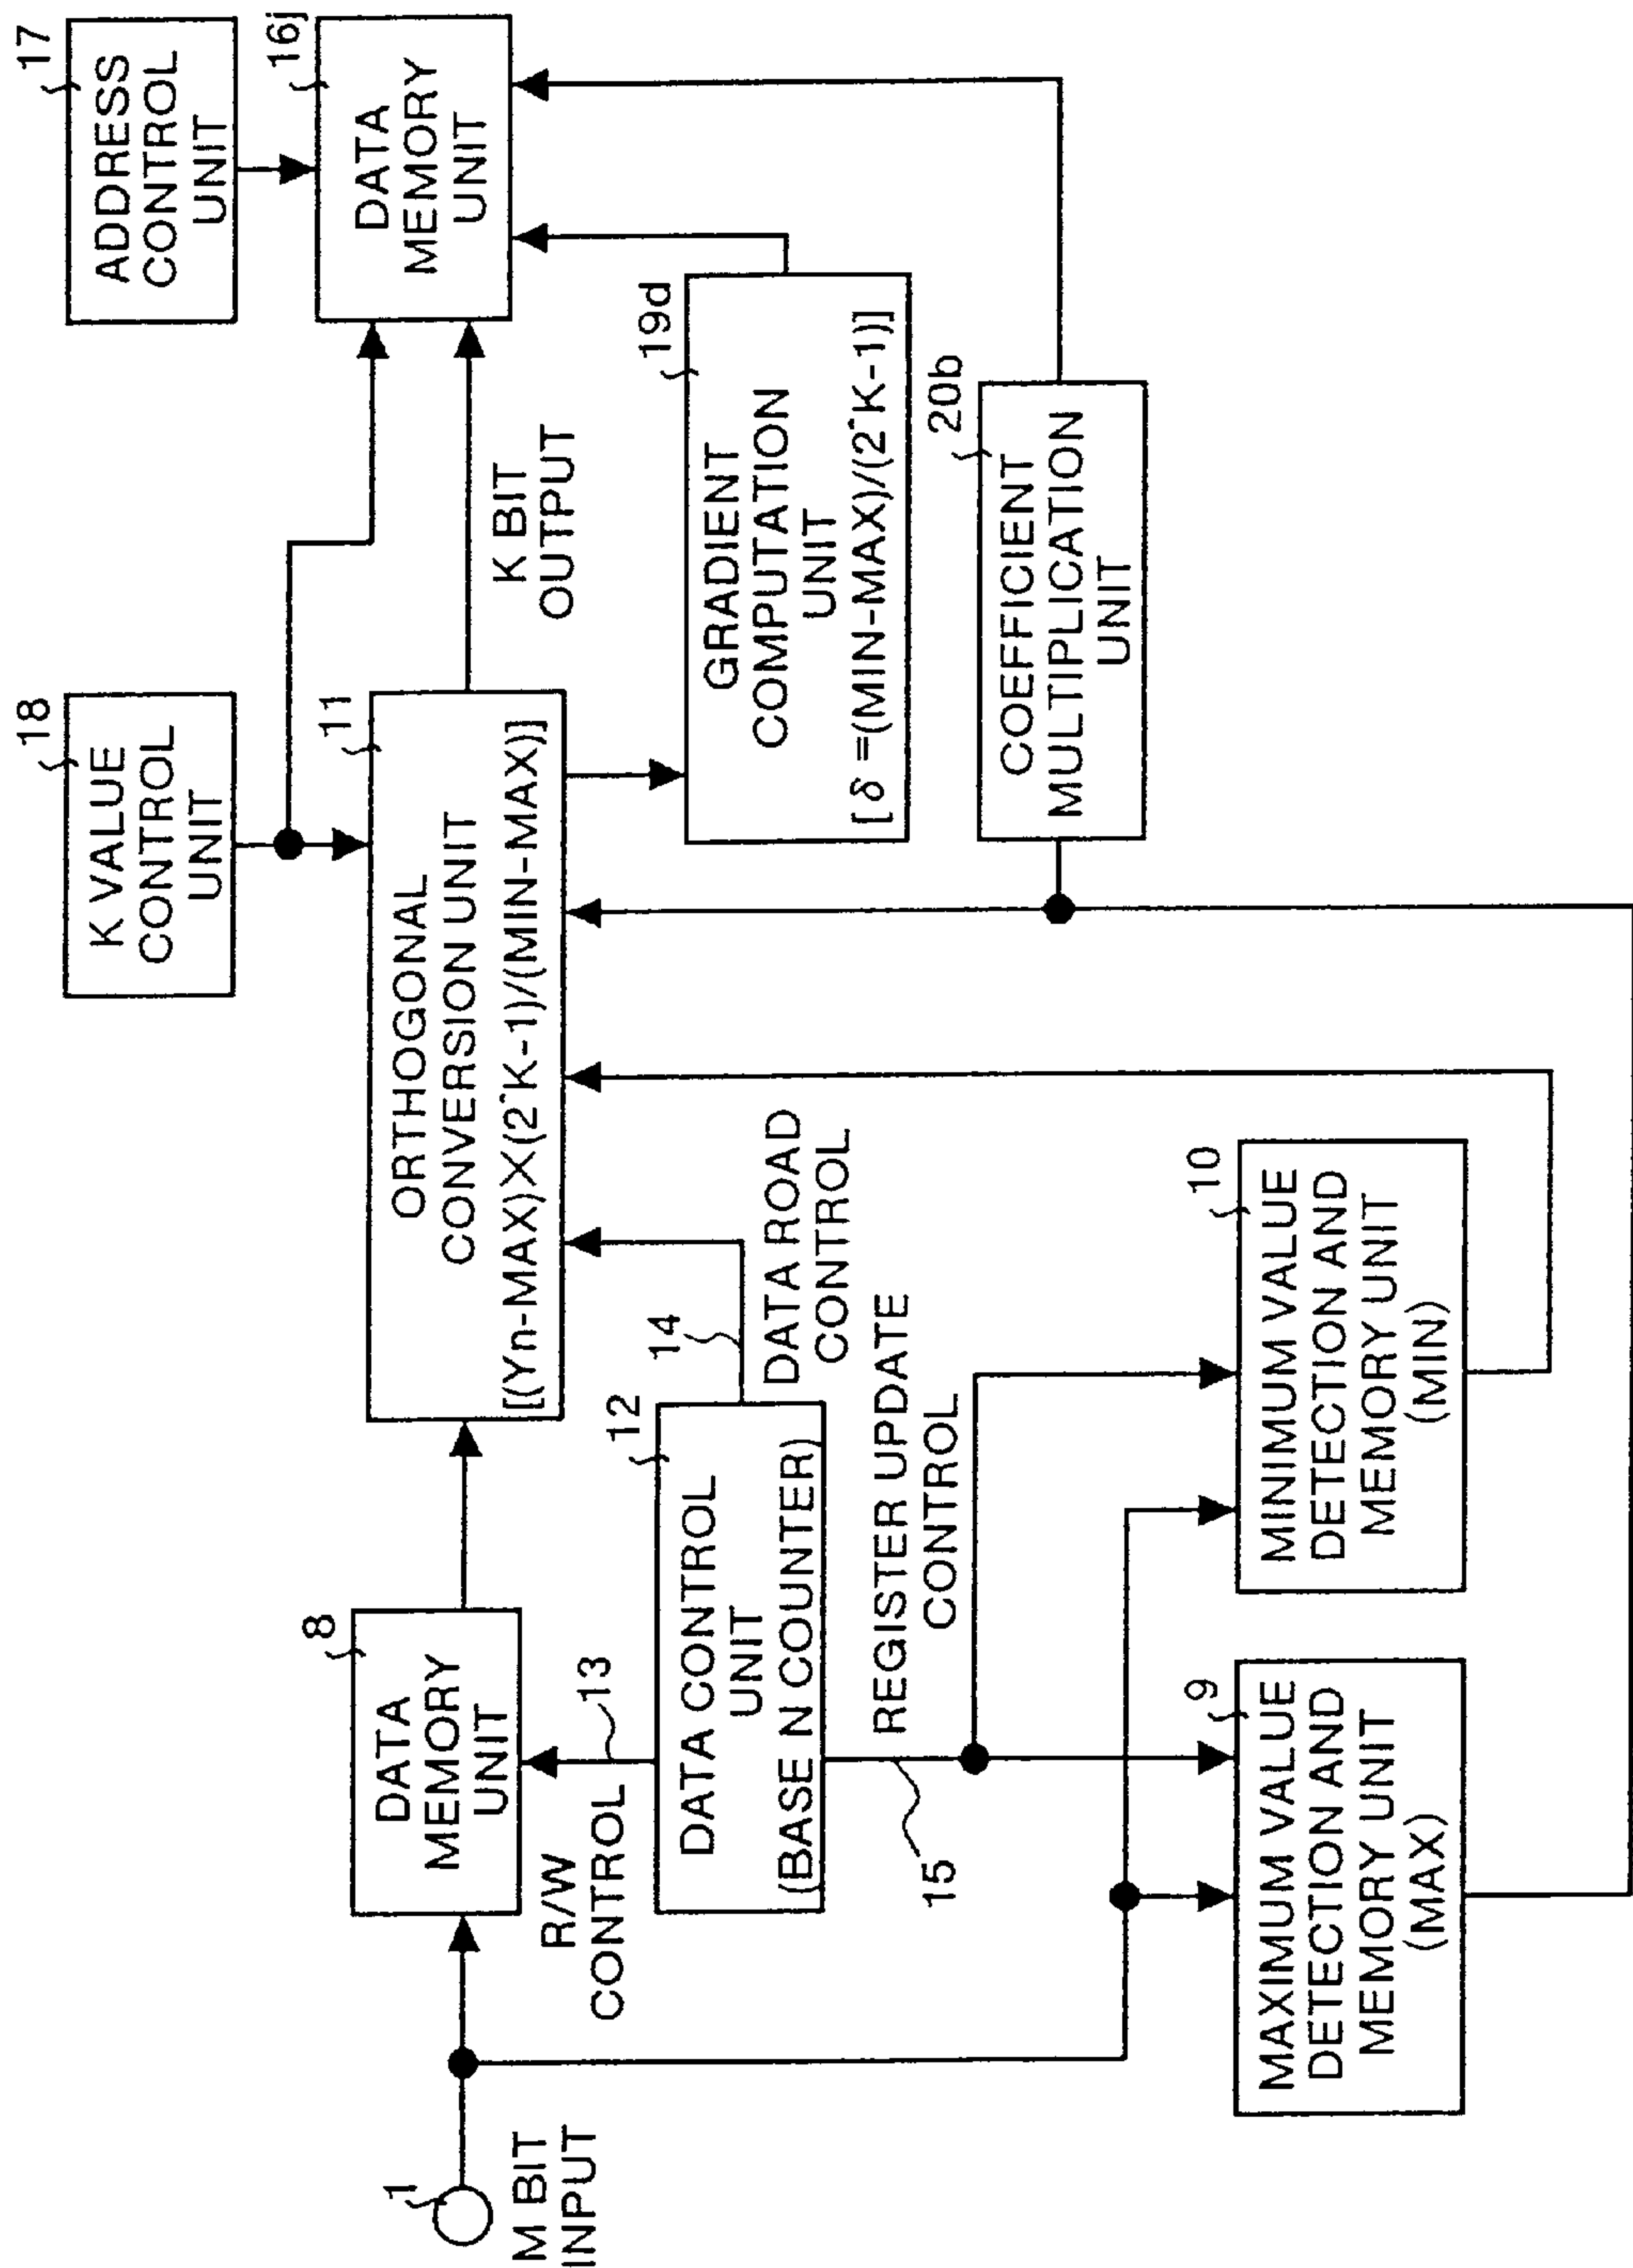 1
M BIT
INPUT
8
DATA
MEMORY
UNIT
R/W
CONTROL
13
12
DATA CONTROL
UNIT
(BASE N COUNTER)
14
DATA ROAD
CONTROL
15
REGISTER UPDATE
CONTROL
9
MAXIMUM VALUE
DETECTION AND
MEMORY UNIT
(MAX)
10
MINIMUM VALUE
DETECTION AND
MEMORY UNIT
(MIN)
18
K VALUE
CONTROL
UNIT
11
ORTHOGONAL
CONVERSION UNIT
[(Yn-MAX)X(2^K-1)/(MIN-MAX)]
K BIT
OUTPUT
19d
GRADIENT
COMPUTATION
UNIT
[δ=(MIN-MAX)/(2^K-1)]
20b
COEFFICIENT
MULTIPLICATION
UNIT
17
ADDRESS
CONTROL
UNIT
16j
DATA
MEMORY
UNIT